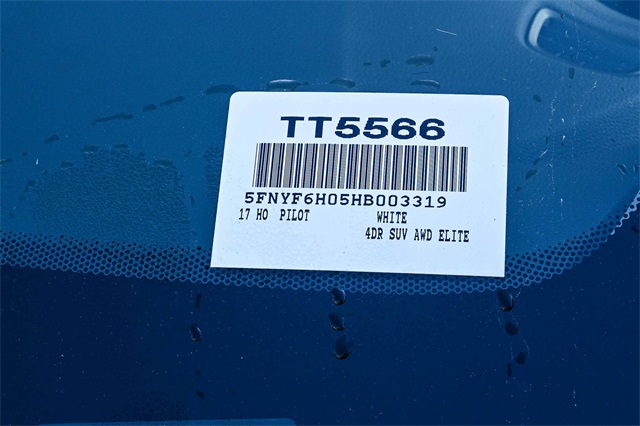 TT5566
5FNYF6H05HB003319
17 HO PILOT WHITE
4DR SUV AWD ELITE